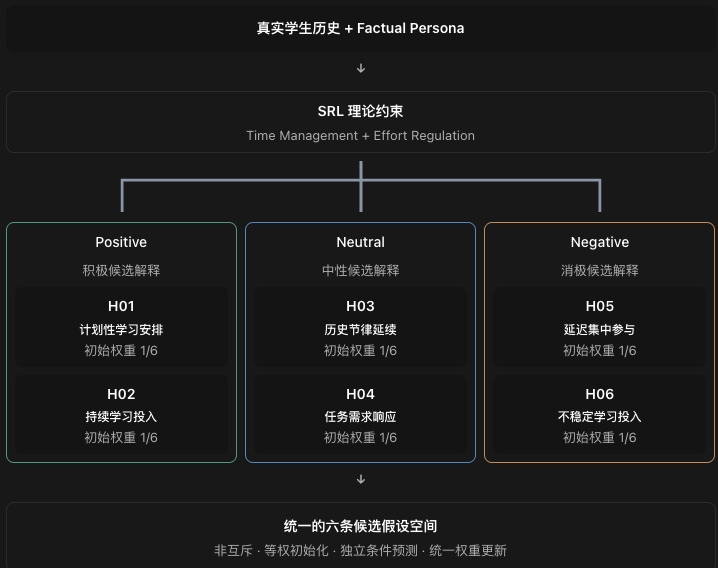 真实学生历史 + Factual Persona
↓
SRL 理论约束
Time Management + Effort Regulation
Positive
积极候选解释
H01
计划性学习安排
初始权重 1/6
H02
持续学习投入
初始权重 1/6
Neutral
中性候选解释
H03
历史节律延续
初始权重 1/6
H04
任务需求响应
初始权重 1/6
Negative
消极候选解释
H05
延迟集中参与
初始权重 1/6
H06
不稳定学习投入
初始权重 1/6
↓
统一的六条候选假设空间
非互斥 · 等权初始化 · 独立条件预测 · 统一权重更新